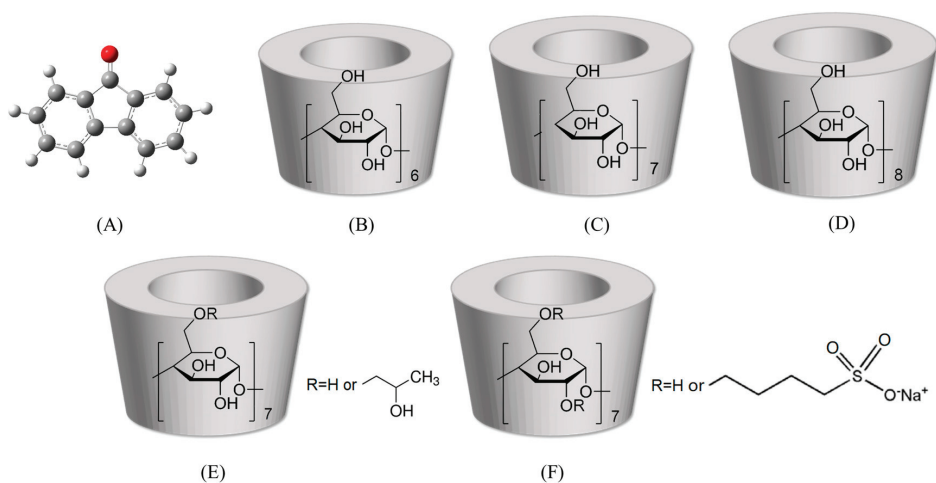 (A)
OH
O
OH
OH
O
6
(B)
OH
O
OH
OH
O
7
(C)
OH
O
OH
OH
O
8
(D)
OR
O
OH
OH
O
7
R=H or
CH₃
OH
(E)
OR
O
OH
OR
O
7
R=H or
O
O
S
O⁻Na⁺
(F)